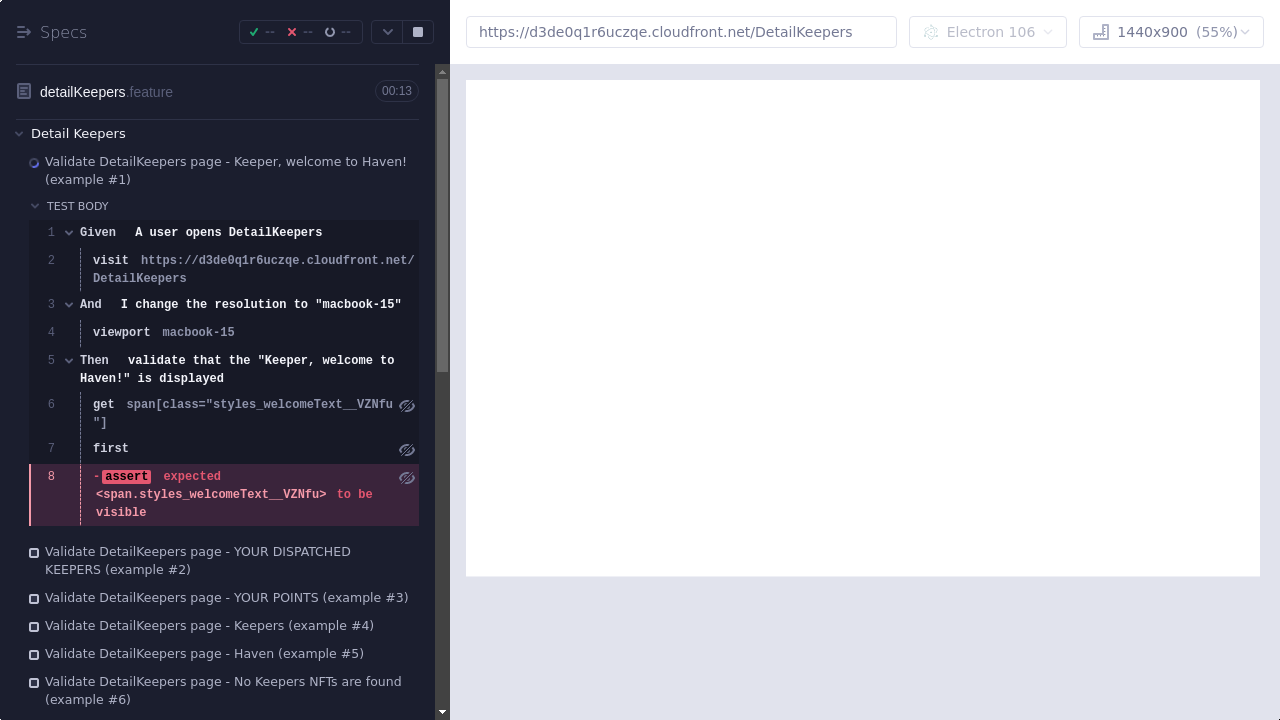 Specs
--
--
--
https://d3de0q1r6uczqe.cloudfront.net/DetailKeepers
Electron 106
1440x900 (55%)
detailKeepers.feature
00:13
Detail Keepers
Validate DetailKeepers page - Keeper, welcome to Haven!
(example #1)
TEST BODY
1 Given A user opens DetailKeepers
2 visit https://d3de0q1r6uczqe.cloudfront.net/
DetailKeepers
3 And I change the resolution to "macbook-15"
4 viewport macbook-15
5 Then validate that the "Keeper, welcome to
Haven!" is displayed
6 get span[class="styles_welcomeText__VZNfu
"]
7 first
8 -assert expected
<span.styles_welcomeText__VZNfu> to be
visible
Validate DetailKeepers page - YOUR DISPATCHED
KEEPERS (example #2)
Validate DetailKeepers page - YOUR POINTS (example #3)
Validate DetailKeepers page - Keepers (example #4)
Validate DetailKeepers page - Haven (example #5)
Validate DetailKeepers page - No Keepers NFTs are found
(example #6)